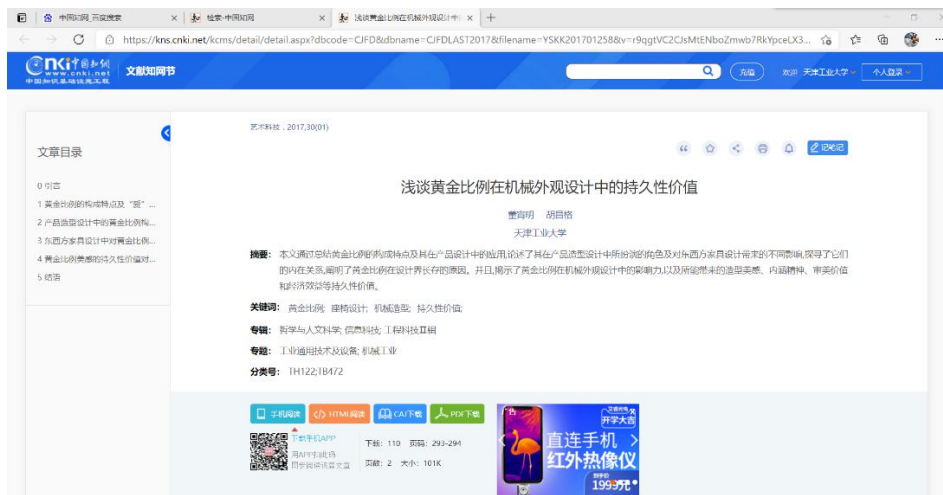 中国知网_百度搜索
检索-中国知网
浅谈黄金比例在机械外观设计中
https://kns.cnki.net/kcms/detail/detail.aspx?dbcode=CJFD&dbname=CJFDLAST2017&filename=YSKK201701258&v=r9qgtVC2CJsMtENboZmwb7RkYpceLX3...
CNKI中国知网
www.cnki.net
中国知识基础设施工程
文献知网节
充值
欢迎 天津工业大学
个人登录
艺术科技 . 2017,30(01)
记笔记
文章目录
0 引言
1 黄金比例的构成特点及“延”...
2 产品造型设计中的黄金比例构...
3 东西方家具设计中对黄金比例...
4 黄金比例美感的持久性价值对...
5 结语
浅谈黄金比例在机械外观设计中的持久性价值
董育明 胡昌格
天津工业大学
摘要: 本文通过总结黄金比例的构成特点及其在产品设计中的应用,论述了其在产品造型设计中所扮演的角色及对东西方家具设计带来的不同影响,探寻了它们
的内在关系,阐明了黄金比例在设计界长存的原因。并且,揭示了黄金比例在机械外观设计中的影响力,以及所能带来的造型美感、内涵精神、审美价值
和经济效益等持久性价值。
关键词: 黄金比例; 座椅设计; 机械造型; 持久性价值;
专辑: 哲学与人文科学; 信息科技; 工程科技Ⅱ辑
专题: 工业通用技术及设备; 机械工业
分类号: TH122;TB472
手机阅读
HTML阅读
CAJ下载
PDF下载
下载手机APP
用APP扫此码
同步阅读该篇文章
下载: 110 页码: 293-294
页数: 2 大小: 101K
广告
开学大吉
直连手机
红外热像仪
1999元